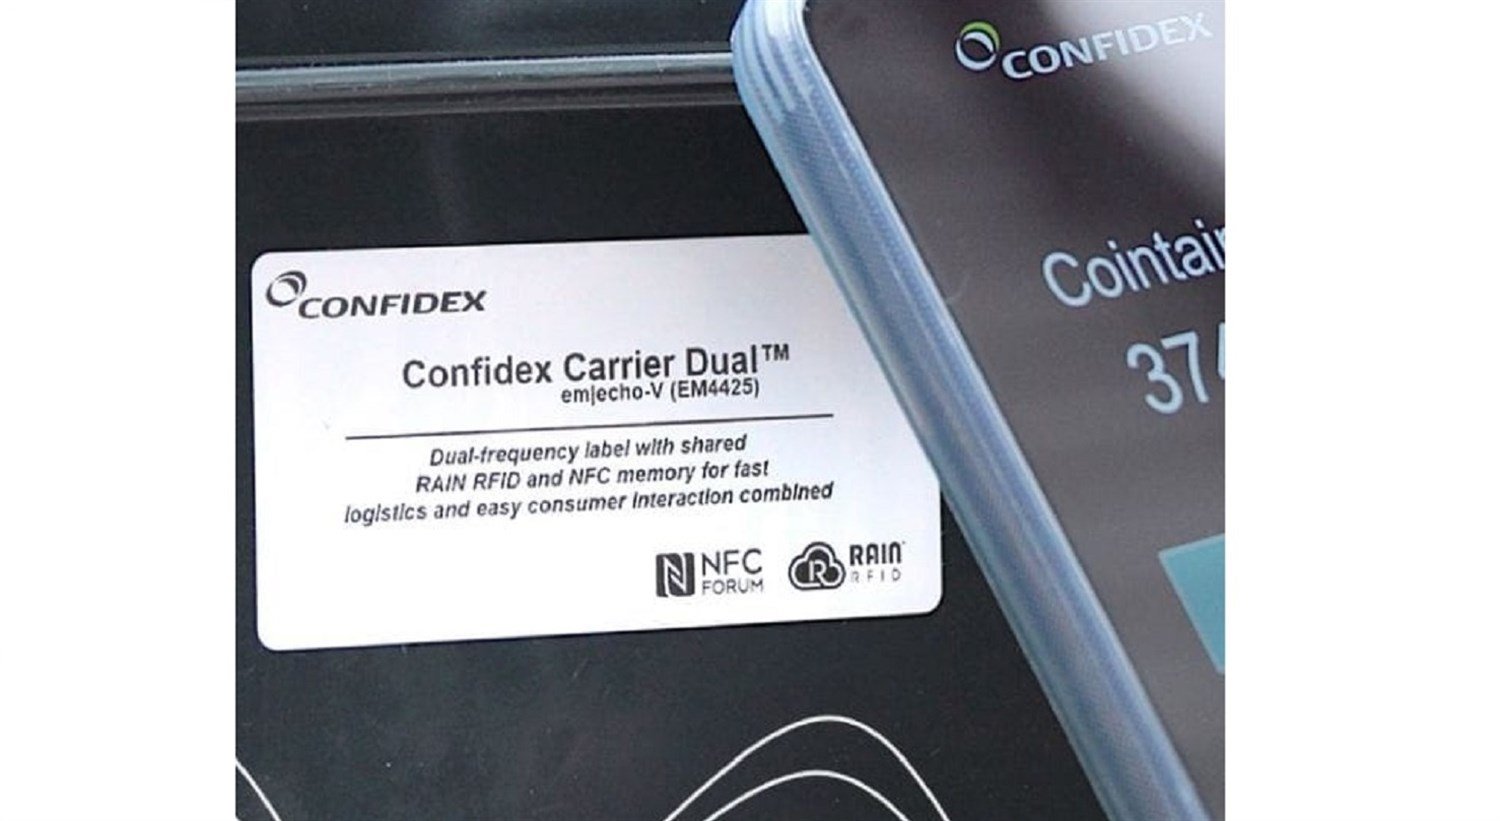 CONFIDEX
Confidex Carrier Dual™
em|echo-V (EM4425)
Dual-frequency label with shared
RAIN RFID and NFC memory for fast
logistics and easy consumer interaction combined
NFC
FORUM
RAIN
RFID
CONFIDEX
Cointai
37